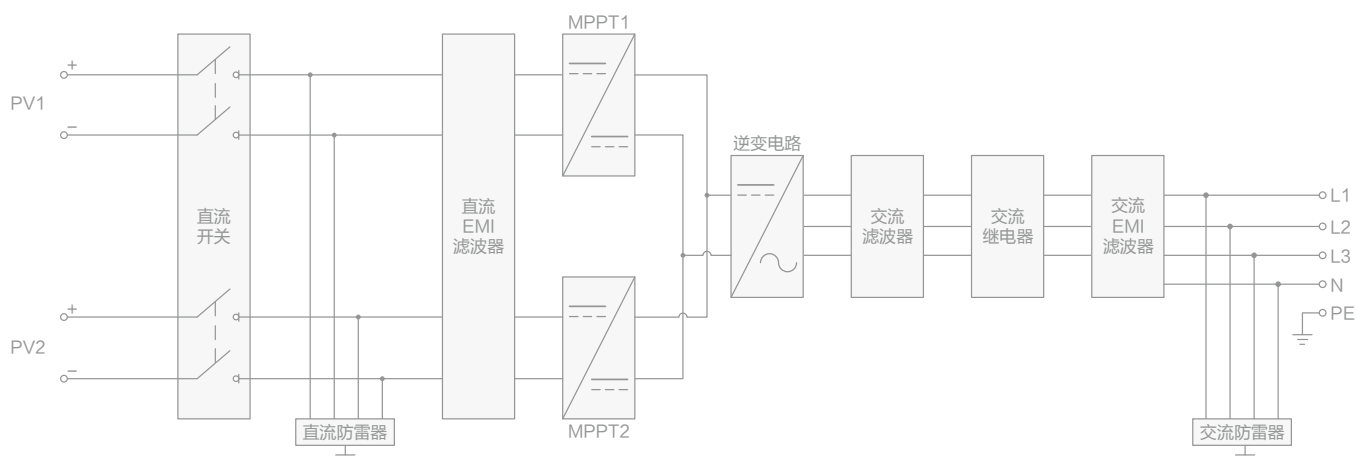 MPPT1
+
PV1
−
逆变电路
直流
开关
直流
EMI
滤波器
交流
滤波器
交流
继电器
交流
EMI
滤波器
L1
L2
L3
N
PE
+
PV2
−
直流防雷器
MPPT2
交流防雷器